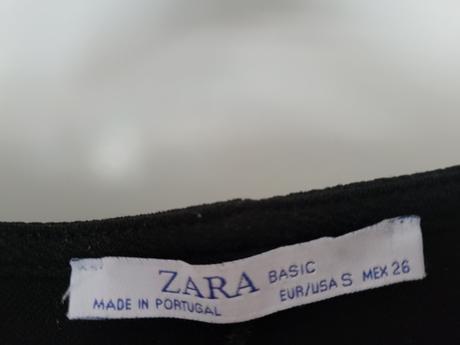 ZARA BASIC
MADE IN PORTUGAL EUR/USA S MEX 26